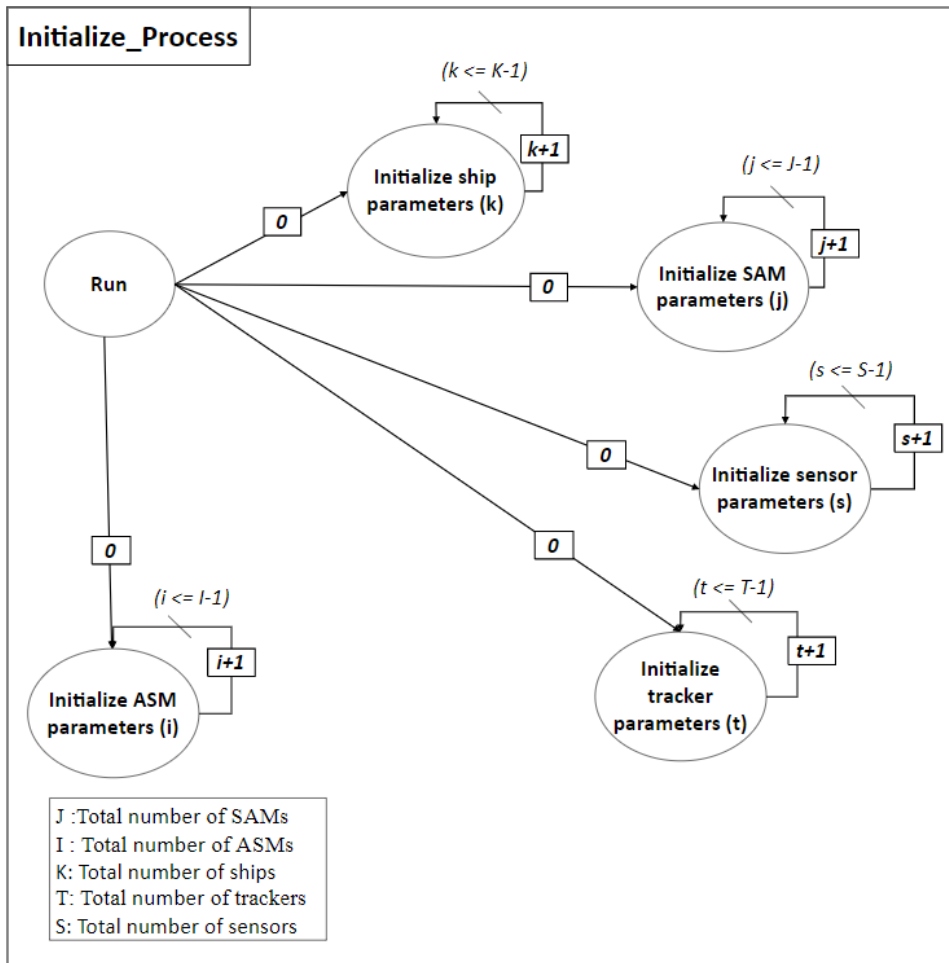 Initialize_Process
(k <= K-1)
k+1
Initialize ship
parameters (k)
(j <= J-1)
j+1
Initialize SAM
parameters (j)
0
0
Run
(s <= S-1)
s+1
Initialize sensor
parameters (s)
0
0
0
(t <= T-1)
t+1
Initialize
tracker
parameters (t)
(i <= I-1)
i+1
Initialize ASM
parameters (i)
J :Total number of SAMs
I : Total number of ASMs
K: Total number of ships
T: Total number of trackers
S: Total number of sensors